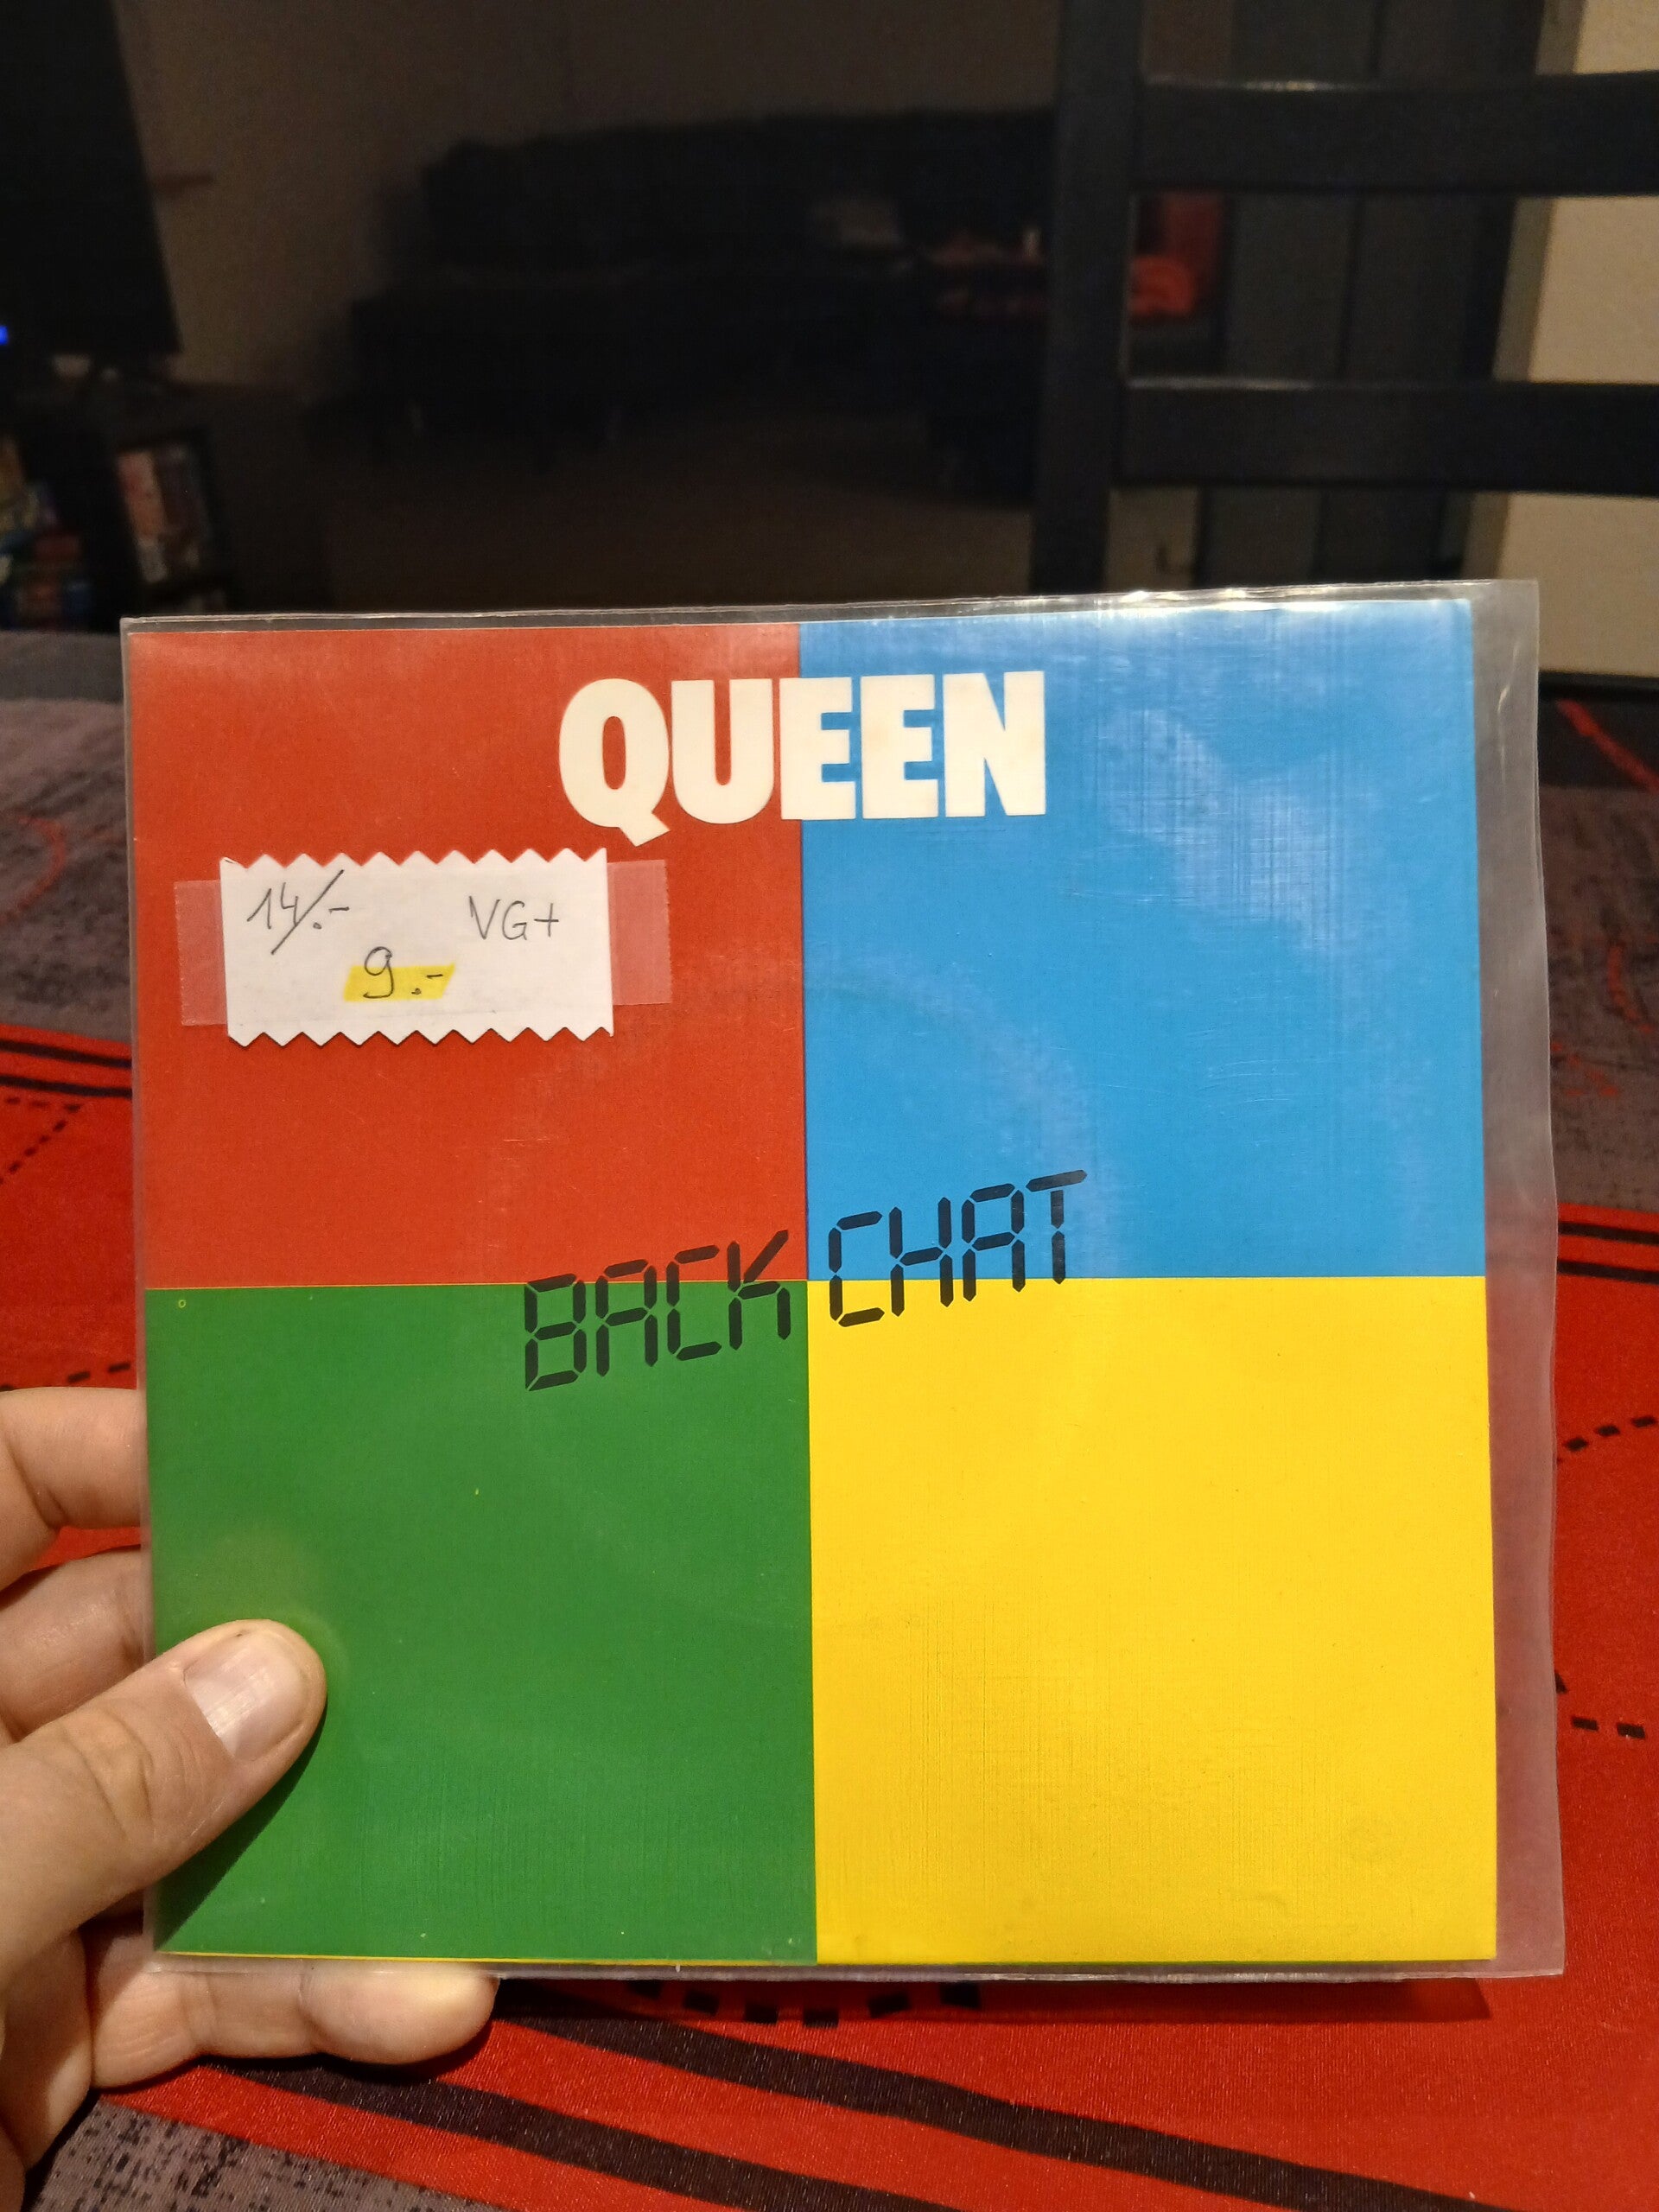 QUEEN
14/.- VG+
9.-
BACK CHAT